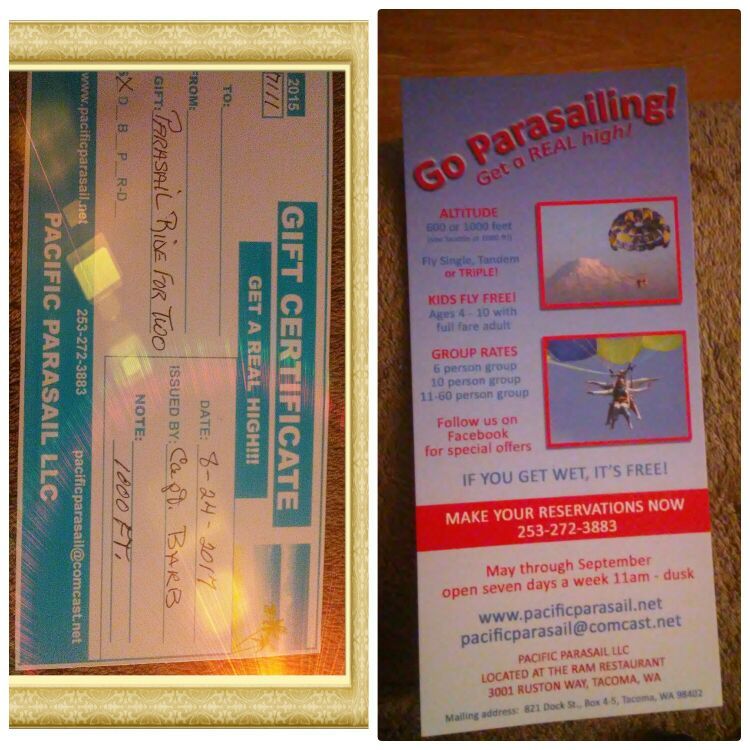 2015
7111
GIFT CERTIFICATE
GET A REAL HIGH!!!
TO:
DATE: 8-24-2017
FROM:
ISSUED BY: Capt. BARB
GIFT: PARASAIL RIDE FOR TWO
NOTE: 1000 FT.
X D B P R-D
www.pacificparasail.net 253-272-3883 pacificparasail@comcast.net
PACIFIC PARASAIL LLC
Go Parasailing!
Get a REAL high!
ALTITUDE
600 or 1000 feet
Fly Single, Tandem
or TRIPLE!
KIDS FLY FREE!
Ages 4 - 10 with
full fare adult
GROUP RATES
6 person group
10 person group
11-60 person group
Follow us on
Facebook
for special offers
IF YOU GET WET, IT'S FREE!
MAKE YOUR RESERVATIONS NOW
253-272-3883
May through September
open seven days a week 11am - dusk
www.pacificparasail.net
pacificparasail@comcast.net
PACIFIC PARASAIL LLC
LOCATED AT THE RAM RESTAURANT
3001 RUSTON WAY, TACOMA, WA
Mailing address: 821 Dock St., Box 4-5, Tacoma, WA 98402